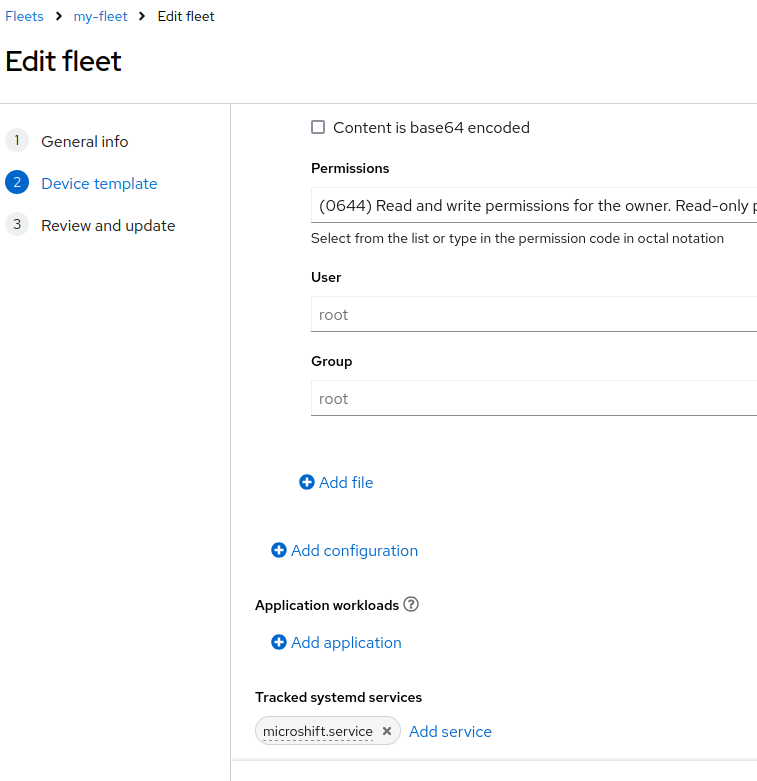 Fleets > my-fleet > Edit fleet
Edit fleet
1 General info
2 Device template
3 Review and update
Content is base64 encoded
Permissions
(0644) Read and write permissions for the owner. Read-only
Select from the list or type in the permission code in octal notation
User
root
Group
root
Add file
Add configuration
Application workloads
Add application
Tracked systemd services
microshift.service × Add service